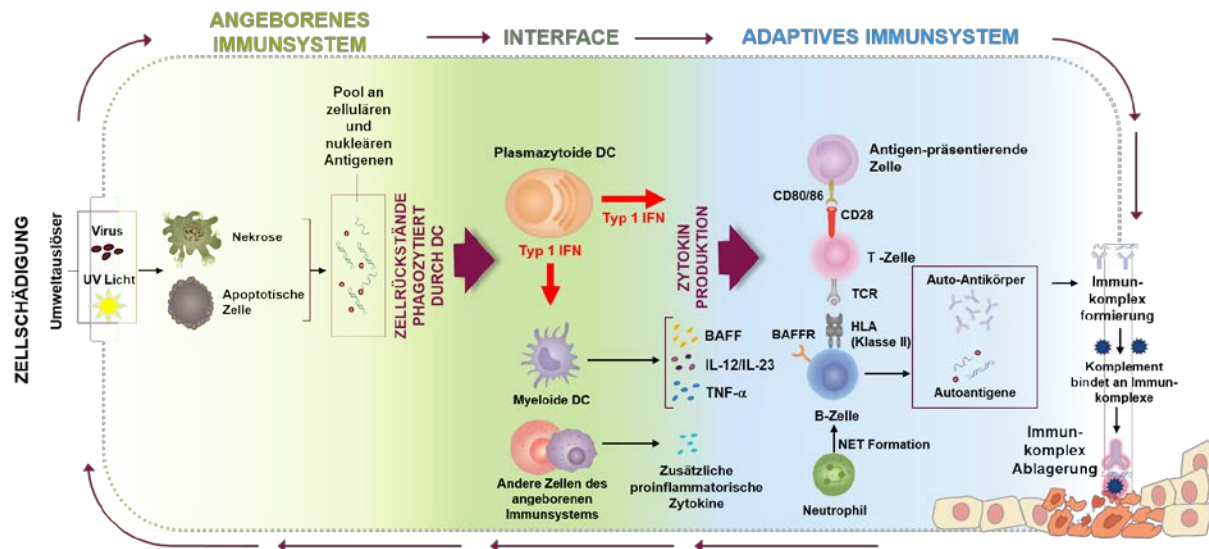 ANGEBORENES
IMMUNSYSTEM
INTERFACE
ADAPTIVES IMMUNSYSTEM
ZELLSCHÄDIGUNG
Umweltauslöser
Virus
UV Licht
Nekrose
Apoptotische
Zelle
Pool an
zellulären
und
nukleären
Antigenen
ZELLRÜCKSTÄNDE
PHAGOZYTIERT
DURCH DC
Plasmazytoide DC
Typ 1 IFN
Typ 1 IFN
Myeloide DC
Andere Zellen des
angeborenen
Immunsystems
ZYTOKIN
PRODUKTION
BAFF
IL-12/IL-23
TNF-α
Zusätzliche
proinflammatorische
Zytokine
Antigen-präsentierende
Zelle
CD80/86
CD28
T -Zelle
TCR
HLA
(Klasse II)
BAFFR
B-Zelle
NET Formation
Neutrophil
Auto-Antikörper
Autoantigene
Immun-
komplex
formierung
Komplement
bindet an Immun-
komplexe
Immun-
komplex
Ablagerung